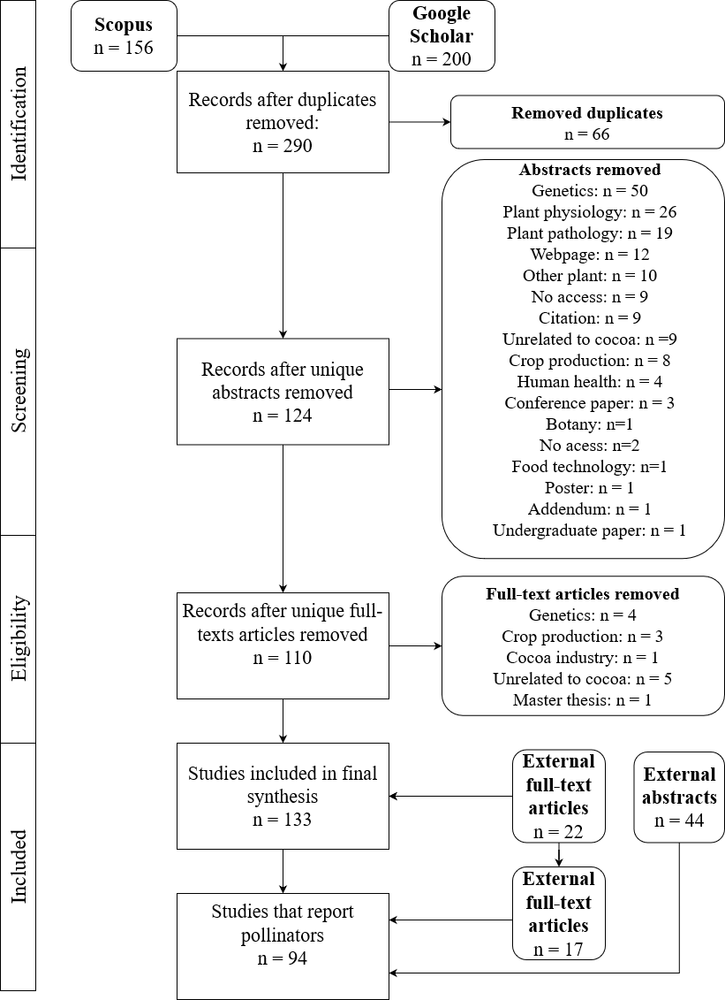 Identification
Scopus
n = 156
Google
Scholar
n = 200
Records after duplicates
removed:
n = 290
Removed duplicates
n = 66
Abstracts removed
Genetics: n = 50
Plant physiology: n = 26
Plant pathology: n = 19
Webpage: n = 12
Other plant: n = 10
No access: n = 9
Citation: n = 9
Unrelated to cocoa: n =9
Crop production: n = 8
Human health: n = 4
Conference paper: n = 3
Botany: n=1
No acess: n=2
Food technology: n=1
Poster: n = 1
Addendum: n = 1
Undergraduate paper: n = 1
Screening
Records after unique
abstracts removed
n = 124
Eligibility
Records after unique full-
texts articles removed
n = 110
Full-text articles removed
Genetics: n = 4
Crop production: n = 3
Cocoa industry: n = 1
Unrelated to cocoa: n = 5
Master thesis: n = 1
Included
Studies included in final
synthesis
n = 133
External
full-text
articles
n = 22
External
abstracts
n = 44
Studies that report
pollinators
n = 94
External
full-text
articles
n = 17